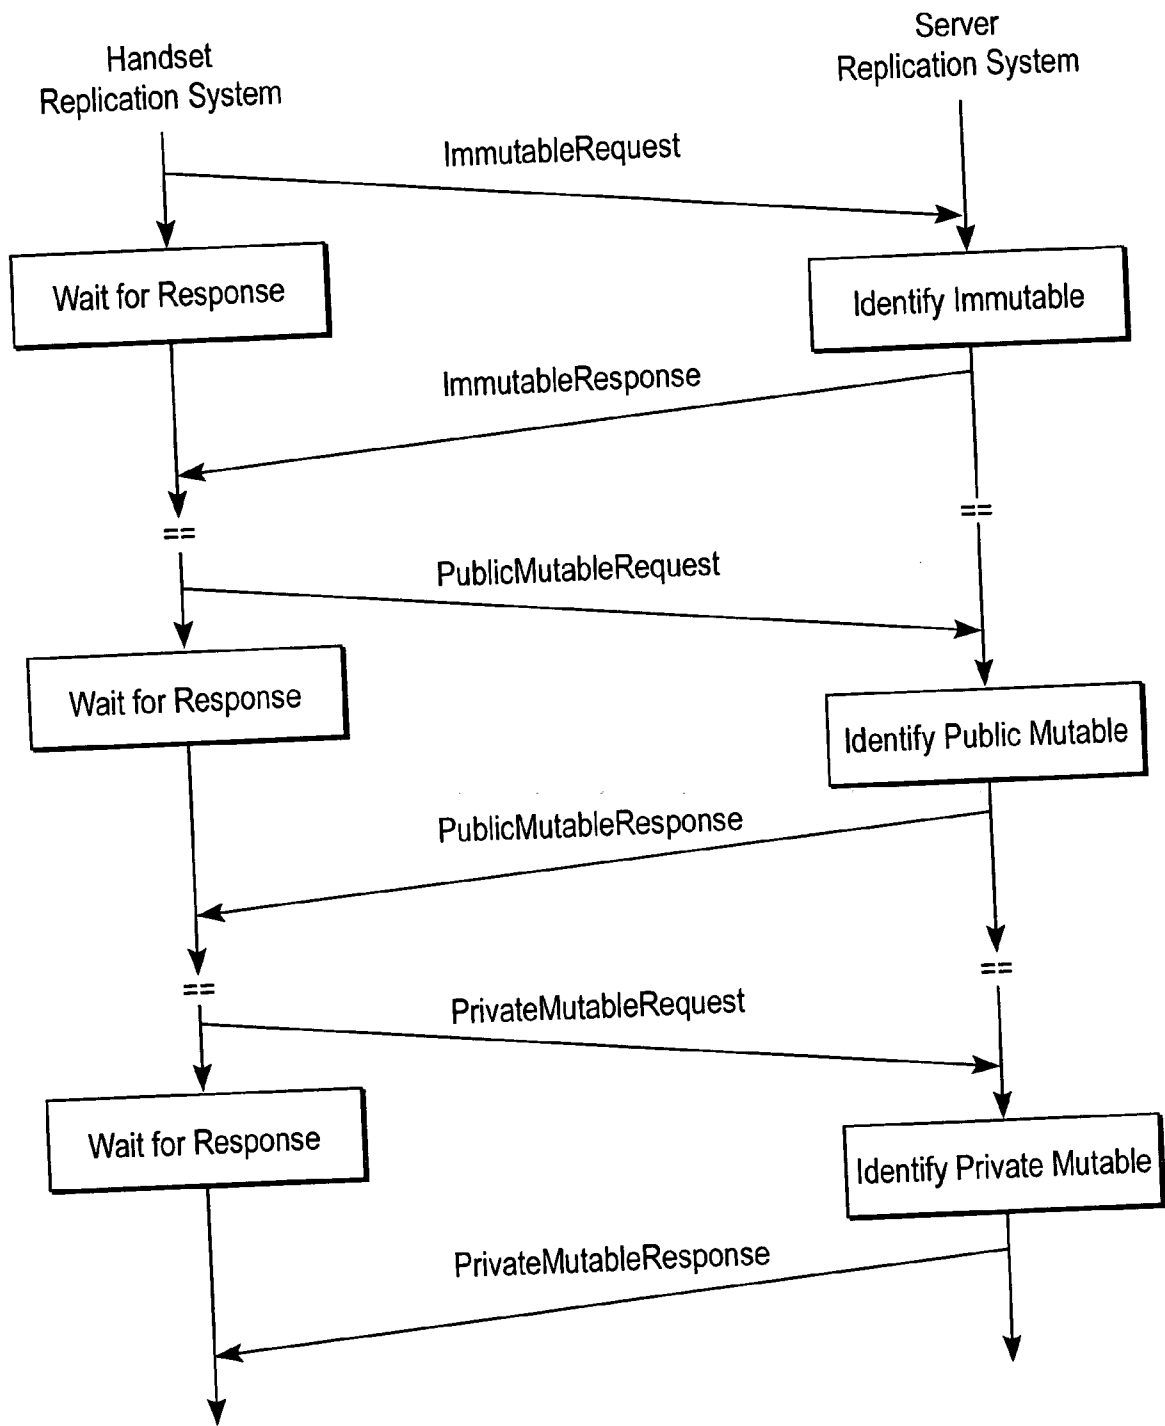 Handset
Replication System
Server
Replication System
ImmutableRequest
Wait for Response
Identify Immutable
ImmutableResponse
==
==
PublicMutableRequest
Wait for Response
Identify Public Mutable
PublicMutableResponse
==
==
PrivateMutableRequest
Wait for Response
Identify Private Mutable
PrivateMutableResponse